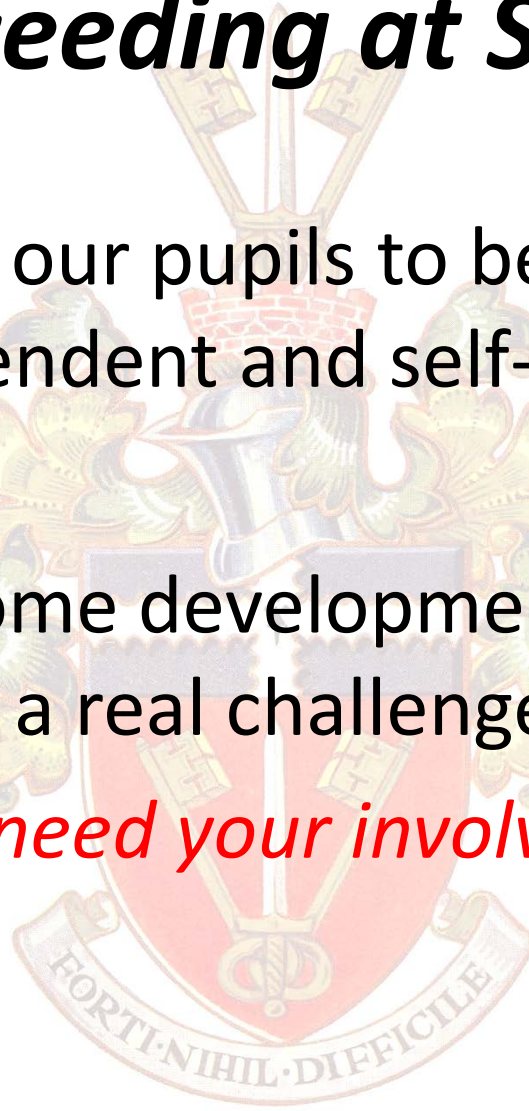 eeding at S
our pupils to be
endent and self-
ome developme
a real challenge
need your involv
FORTI·NIHIL·DIFFICILE